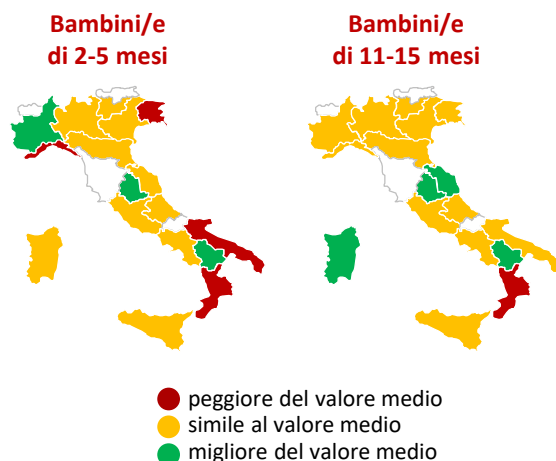 Bambini/e
di 2-5 mesi
Bambini/e
di 11-15 mesi
peggiore del valore medio
simile al valore medio
migliore del valore medio